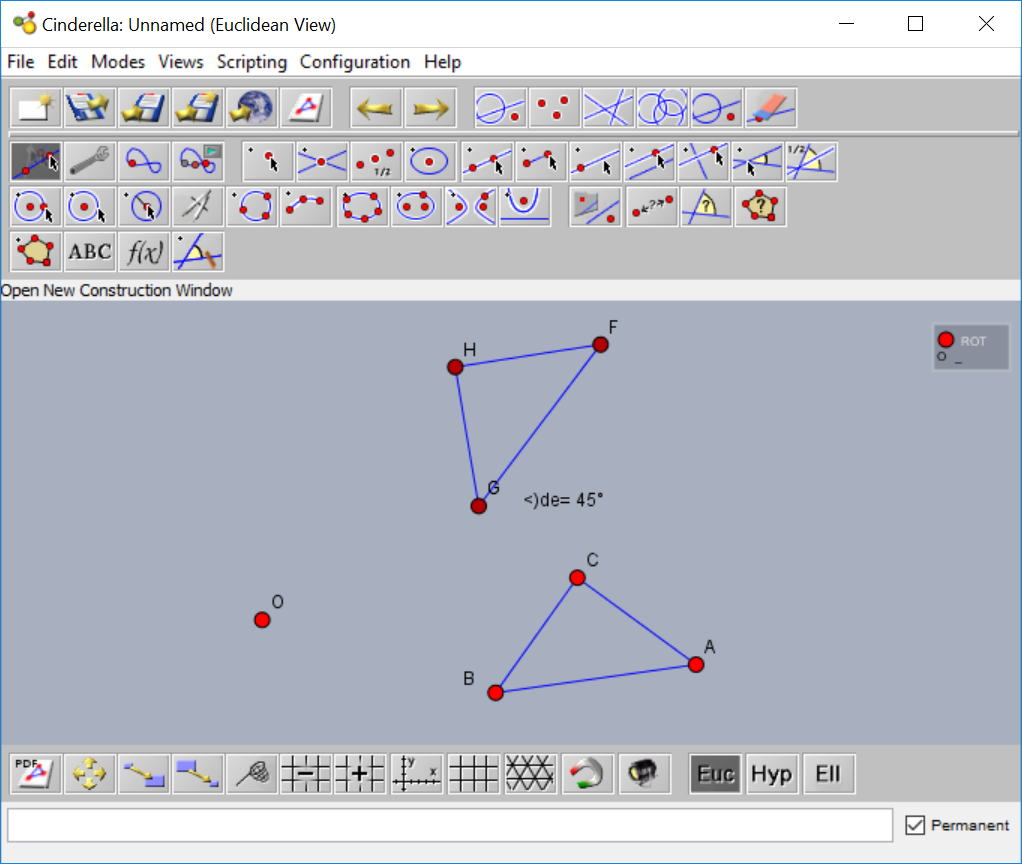 Cinderella: Unnamed (Euclidean View)
File Edit Modes Views Scripting Configuration Help
1/2
1/2
? ?
?
ABC f(x)
Open New Construction Window
F
H
ROT
O _
G
<)de= 45°
C
O
A
B
PDF y x Euc Hyp Ell
Permanent